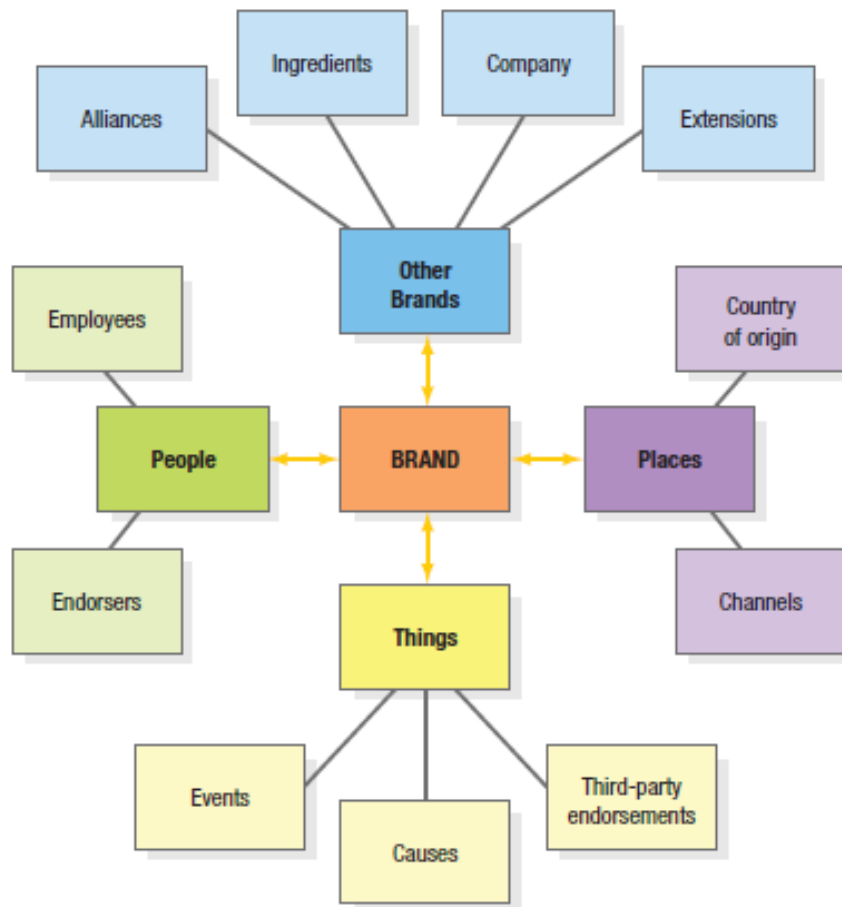 Ingredients
Company
Alliances
Extensions
Other
Brands
Employees
Country
of origin
People
BRAND
Places
Endorsers
Channels
Things
Events
Third-party
endorsements
Causes